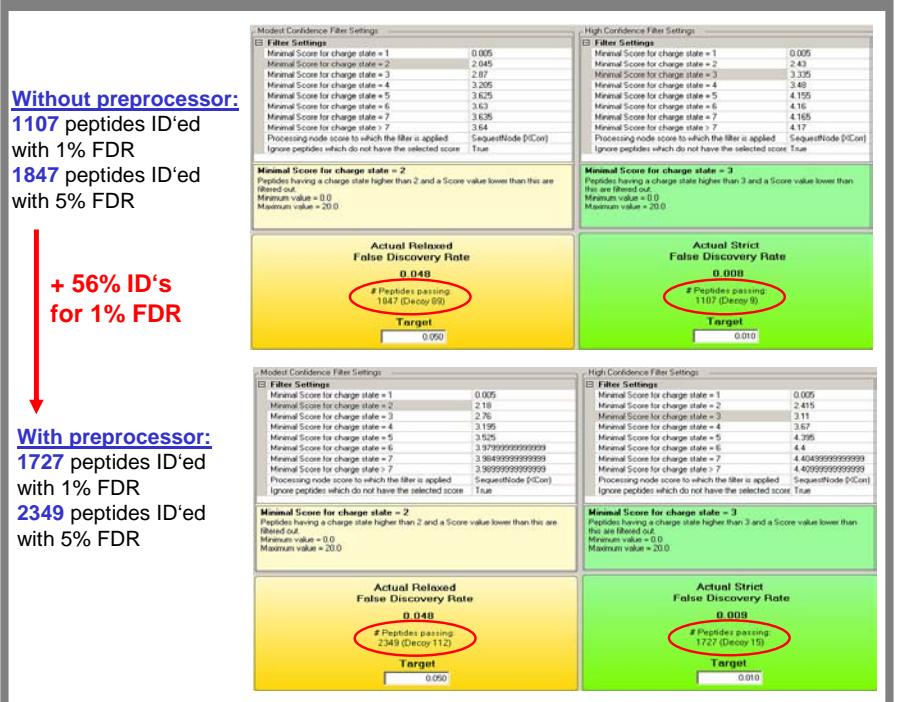 Without preprocessor:
1107 peptides ID'ed
with 1% FDR
1847 peptides ID'ed
with 5% FDR
+ 56% ID's
for 1% FDR
With preprocessor:
1727 peptides ID'ed
with 1% FDR
2349 peptides ID'ed
with 5% FDR
Modest Confidence Filter Settings
Filter Settings
Minimal Score for charge state = 1 0.005
Minimal Score for charge state = 2 2.045
Minimal Score for charge state = 3 2.87
Minimal Score for charge state = 4 3.205
Minimal Score for charge state = 5 3.625
Minimal Score for charge state = 6 3.63
Minimal Score for charge state = 7 3.635
Minimal Score for charge state > 7 3.64
Processing node score to which the filter is applied SequestNode (XCorr)
Ignore peptides which do not have the selected score True
Minimal Score for charge state = 2
Peptides having a charge state higher than 2 and a Score value lower than this are
filtered out.
Minimum value = 0.0
Maximum value = 20.0
Actual Relaxed
False Discovery Rate
0.048
# Peptides passing:
1847 (Decoy 89)
Target
0.050
High Confidence Filter Settings
Filter Settings
Minimal Score for charge state = 1 0.005
Minimal Score for charge state = 2 2.43
Minimal Score for charge state = 3 3.335
Minimal Score for charge state = 4 3.48
Minimal Score for charge state = 5 4.155
Minimal Score for charge state = 6 4.16
Minimal Score for charge state = 7 4.165
Minimal Score for charge state > 7 4.17
Processing node score to which the filter is applied SequestNode (XCorr)
Ignore peptides which do not have the selected score True
Minimal Score for charge state = 3
Peptides having a charge state higher than 3 and a Score value lower than
this are filtered out.
Minimum value = 0.0
Maximum value = 20.0
Actual Strict
False Discovery Rate
0.008
# Peptides passing:
1107 (Decoy 9)
Target
0.010
Modest Confidence Filter Settings
Filter Settings
Minimal Score for charge state = 1 0.005
Minimal Score for charge state = 2 2.18
Minimal Score for charge state = 3 2.76
Minimal Score for charge state = 4 3.195
Minimal Score for charge state = 5 3.525
Minimal Score for charge state = 6 3.97999999999999
Minimal Score for charge state = 7 3.98499999999999
Minimal Score for charge state > 7 3.98999999999999
Processing node score to which the filter is applied SequestNode (XCorr)
Ignore peptides which do not have the selected score True
Minimal Score for charge state = 2
Peptides having a charge state higher than 2 and a Score value lower than this are
filtered out.
Minimum value = 0.0
Maximum value = 20.0
Actual Relaxed
False Discovery Rate
0.048
# Peptides passing:
2349 (Decoy 112)
Target
0.050
High Confidence Filter Settings
Filter Settings
Minimal Score for charge state = 1 0.005
Minimal Score for charge state = 2 2.415
Minimal Score for charge state = 3 3.11
Minimal Score for charge state = 4 3.67
Minimal Score for charge state = 5 4.395
Minimal Score for charge state = 6 4.4
Minimal Score for charge state = 7 4.40499999999999
Minimal Score for charge state > 7 4.40999999999999
Processing node score to which the filter is applied SequestNode (XCorr)
Ignore peptides which do not have the selected score True
Minimal Score for charge state = 3
Peptides having a charge state higher than 3 and a Score value lower than
this are filtered out.
Minimum value = 0.0
Maximum value = 20.0
Actual Strict
False Discovery Rate
0.009
# Peptides passing:
1727 (Decoy 15)
Target
0.010